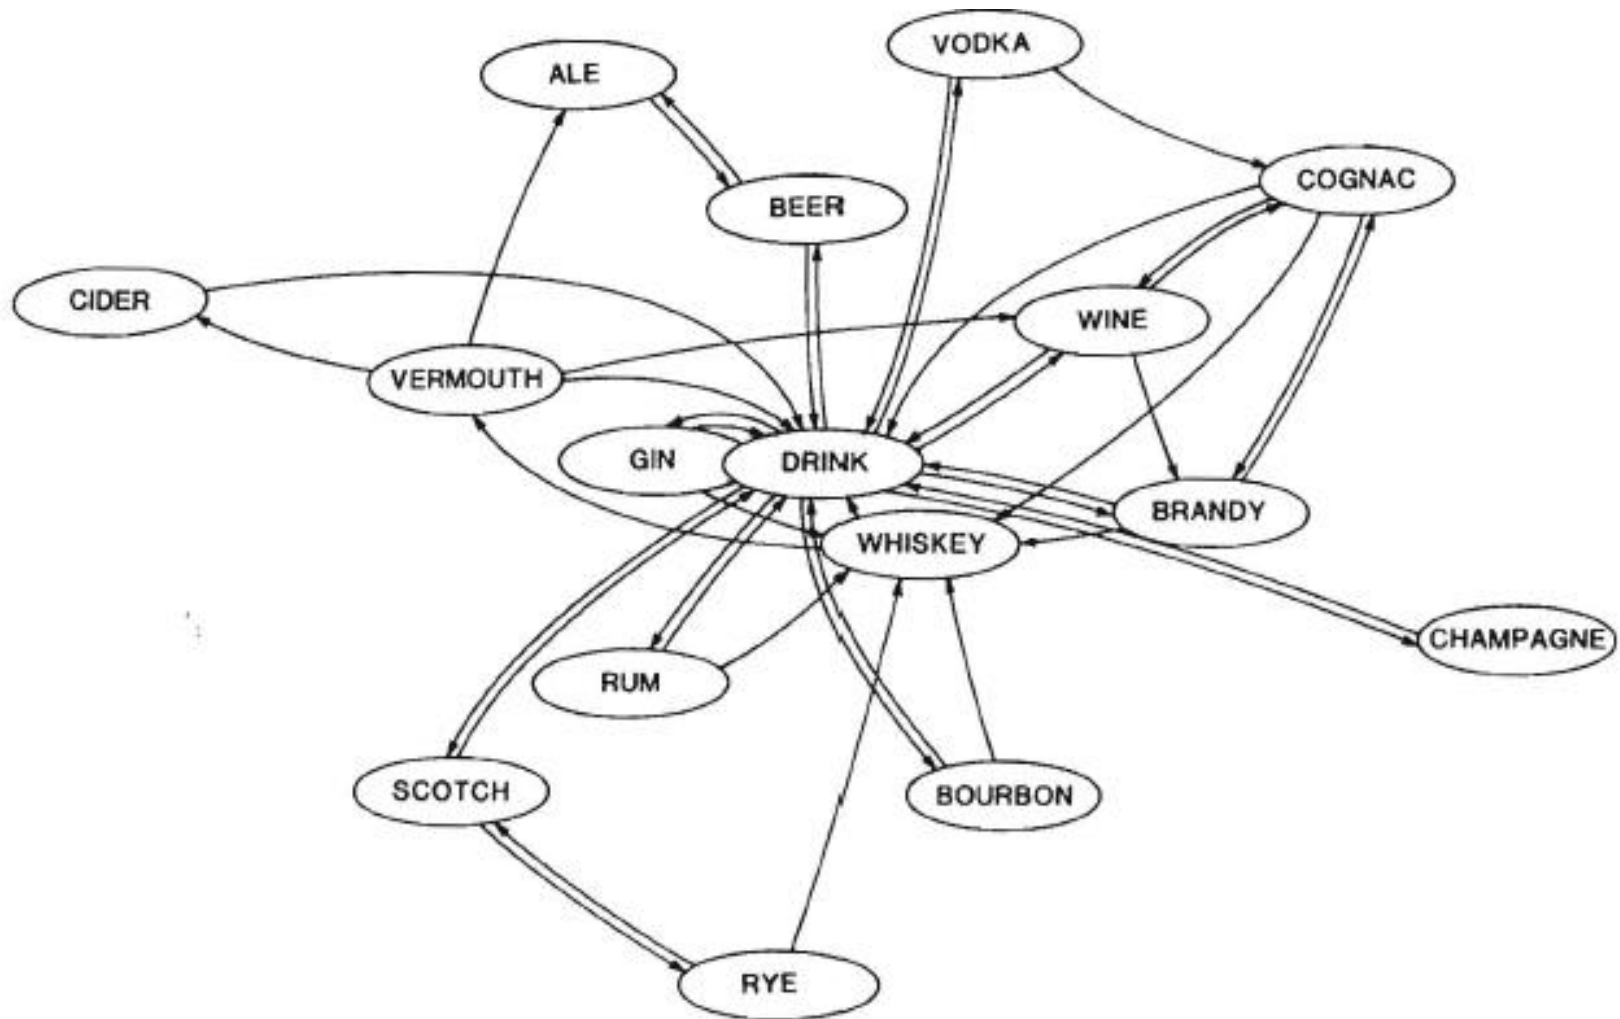 VODKA
ALE
COGNAC
BEER
CIDER
WINE
VERMOUTH
GIN
DRINK
BRANDY
WHISKEY
CHAMPAGNE
RUM
SCOTCH
BOURBON
RYE